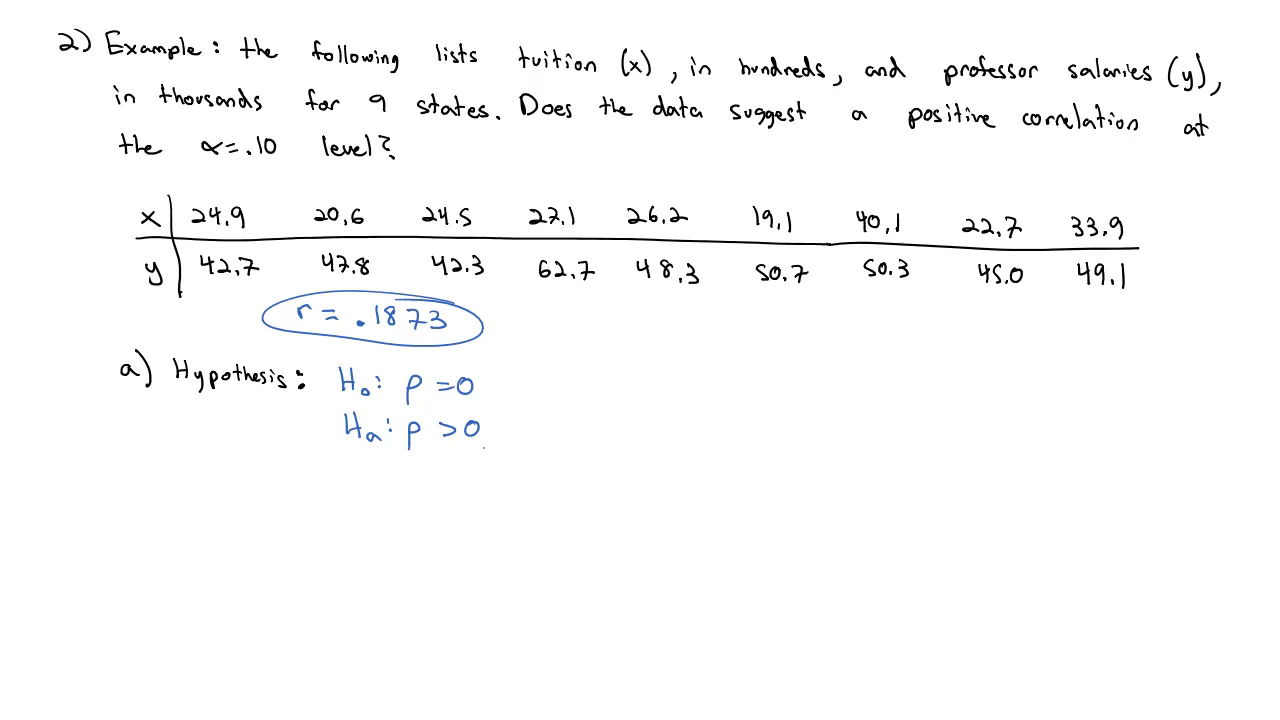 2) Example: the following lists tuition (x), in hundreds, and professor salaries (y),
in thousands for 9 states. Does the data suggest a positive correlation at
the α=.10 level?
x 24.9 20.6 24.5 27.1 26.2 19.1 40.1 22.7 33.9
y 42.7 47.8 42.3 62.7 48.3 50.7 50.3 45.0 49.1
r = .1873
a) Hypothesis: H₀: ρ =0
Hₐ: ρ >0